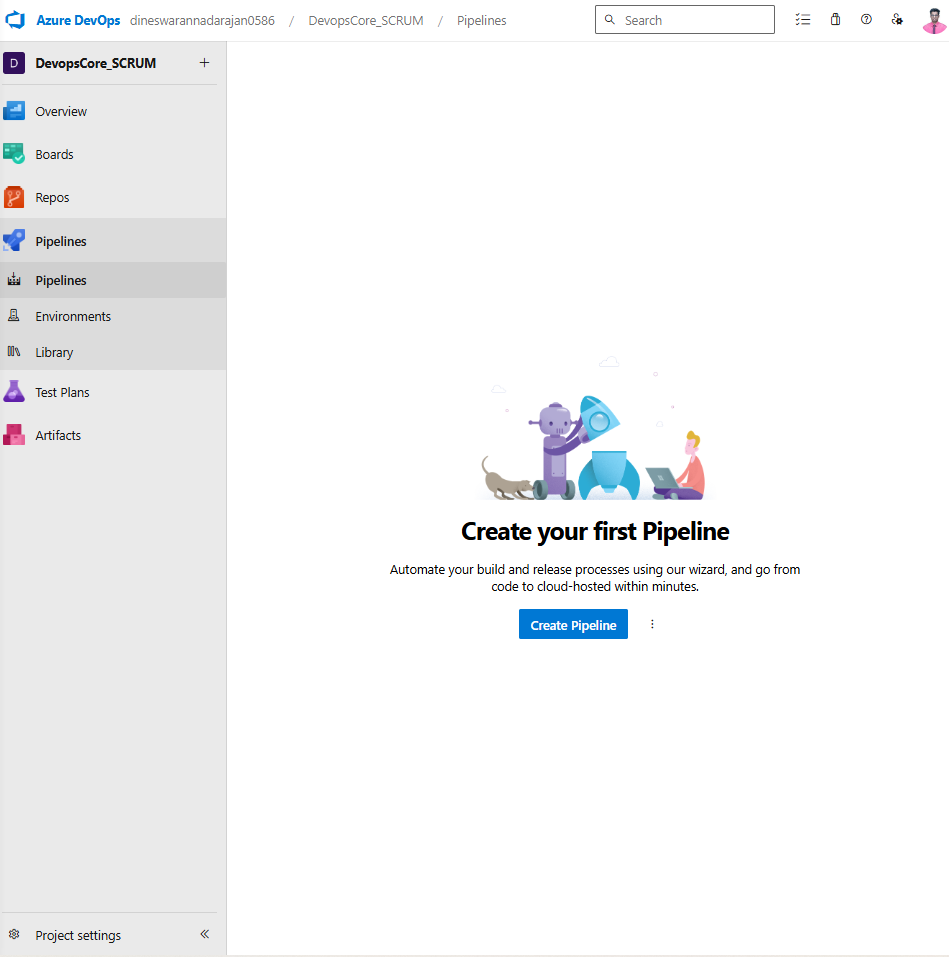 Azure DevOps dineswarannadarajan0586 / DevopsCore_SCRUM / Pipelines Search
D DevopsCore_SCRUM +
Overview
Boards
Repos
Pipelines
Pipelines
Environments
Library
Test Plans
Artifacts
Create your first Pipeline
Automate your build and release processes using our wizard, and go from
code to cloud-hosted within minutes.
Create Pipeline
Project settings